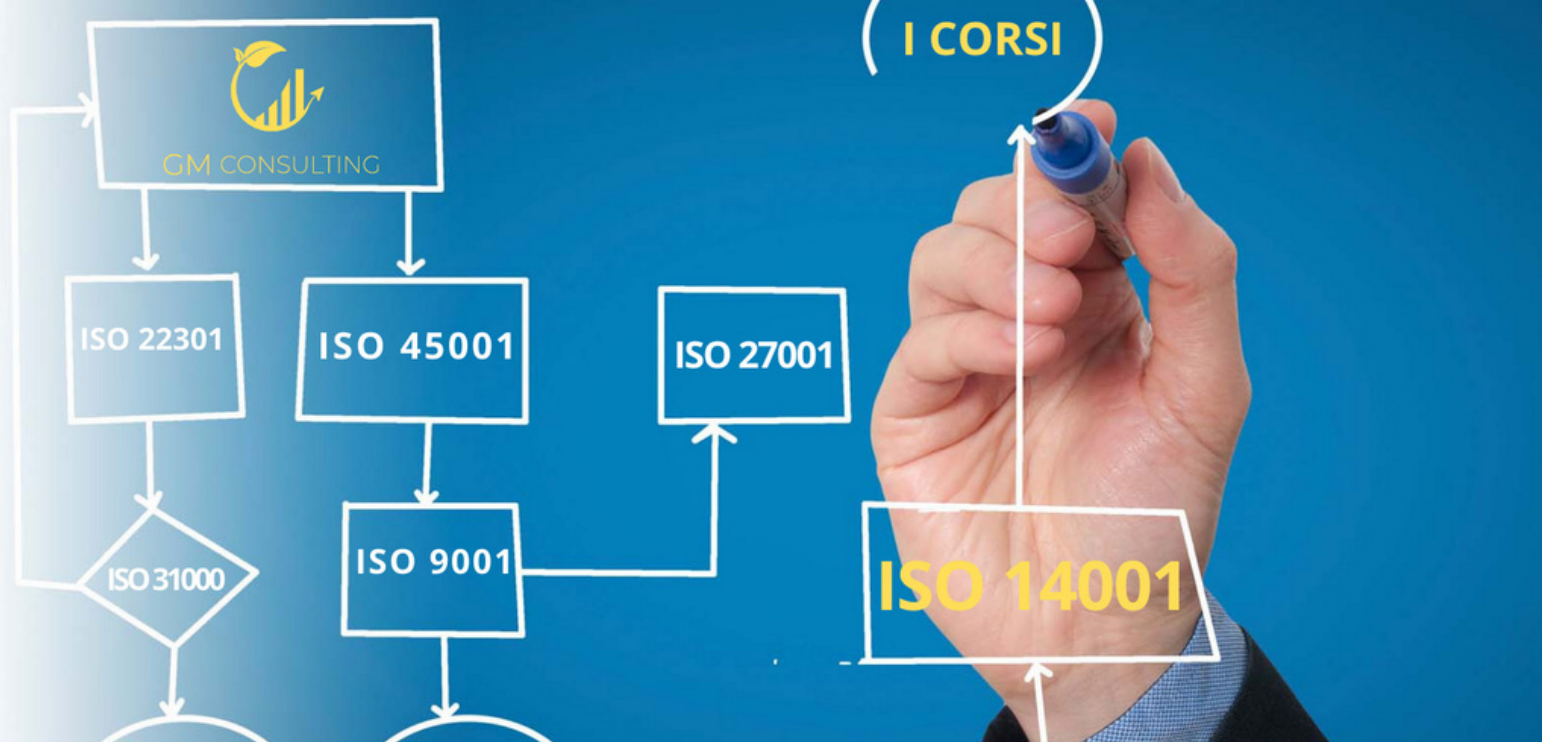 I CORSI
GM CONSULTING
ISO 22301
ISO 45001
ISO 27001
ISO 31000
ISO 9001
ISO 14001